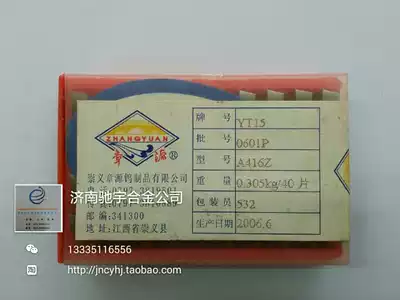 ZHANGYUAN
章源®
崇义章源钨制品有限公司
邮编:341300
地址:江西省崇义县
牌号 YT15
批号 0601P
型号 A416Z
重量 0.305kg/40片
包装员 532
生产日期 2006.6
济南驰宇合金公司
13335116556
淘 http://jncyhj.taobao.com